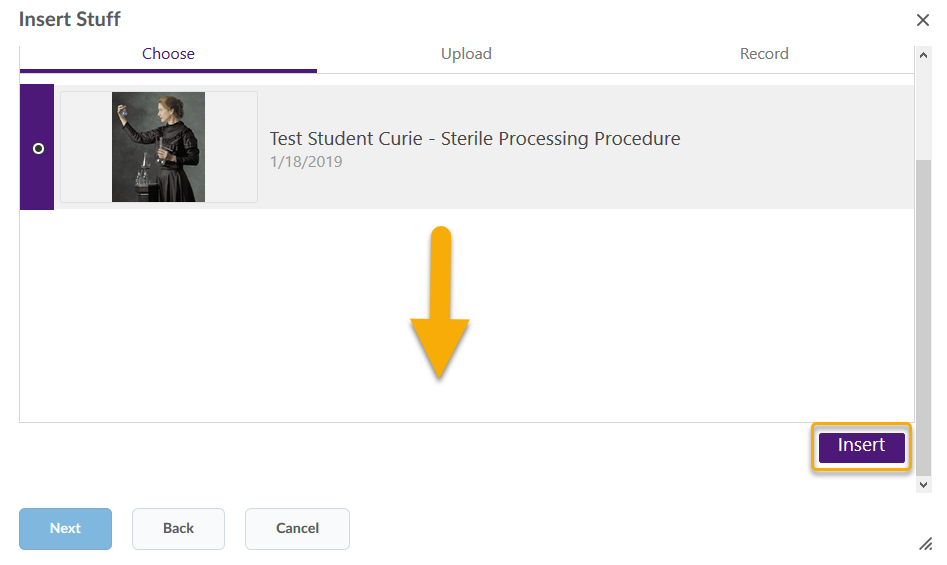 Insert Stuff
Choose Upload Record
Test Student Curie - Sterile Processing Procedure
1/18/2019
Insert
Next Back Cancel